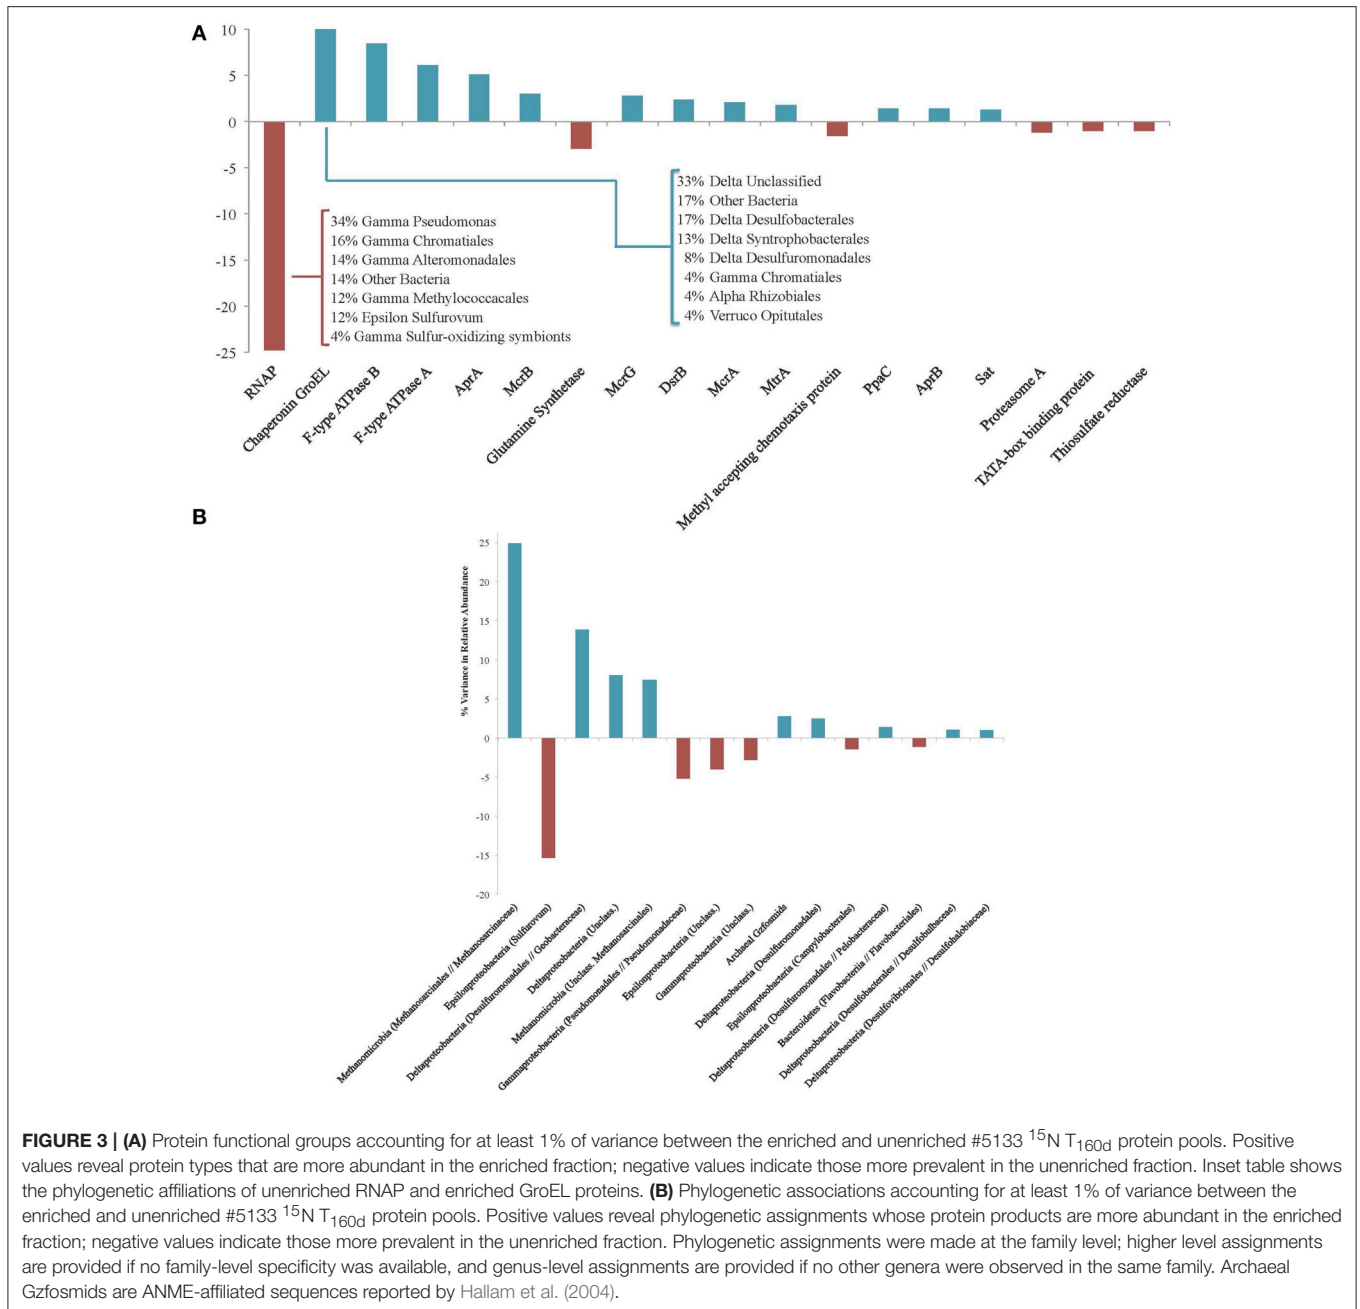 A
10
5
0
-5
-10
-15
-20
-25
34% Gamma Pseudomonas
16% Gamma Chromatiales
14% Gamma Alteromonadales
14% Other Bacteria
12% Gamma Methylococcacales
12% Epsilon Sulfurovum
4% Gamma Sulfur-oxidizing symbionts
33% Delta Unclassified
17% Other Bacteria
17% Delta Desulfobacterales
13% Delta Syntrophobacterales
8% Delta Desulfuromonadales
4% Gamma Chromatiales
4% Alpha Rhizobiales
4% Verruco Opitutales
RNAP
Chaperonin GroEL
F-type ATPase B
F-type ATPase A
AprA
McrB
Glutamine Synthetase
McrG
DsrB
McrA
MtrA
Methyl accepting chemotaxis protein
PpaC
AprB
Sat
Proteasome A
TATA-box binding protein
Thiosulfate reductase
B
% Variance in Relative Abundance
25
20
15
10
5
0
-5
-10
-15
-20
Methanomicrobia (Methanosarcinales // Methanosarcinaceae)
Epsilonproteobacteria (Sulfurovum)
Deltaproteobacteria (Desulfuromonadales // Geobacteraceae)
Deltaproteobacteria (Unclass.)
Methanomicrobia (Unclass. Methanosarcinales)
Gammaproteobacteria (Pseudomonadales // Pseudomonadaceae)
Epsilonproteobacteria (Unclass.)
Gammaproteobacteria (Unclass.)
Archaeal Gzfosmids
Deltaproteobacteria (Desulfuromonadales)
Epsilonproteobacteria (Campylobacterales)
Deltaproteobacteria (Desulfuromonadales // Pelobacteraceae)
Bacteroidetes (Flavobacteriia // Flavobacteriales)
Deltaproteobacteria (Desulfobacterales // Desulfobulbaceae)
Deltaproteobacteria (Desulfovibrionales // Desulfohalobiaceae)
FIGURE 3 | (A) Protein functional groups accounting for at least 1% of variance between the enriched and unenriched #5133 15N T160d protein pools. Positive
values reveal protein types that are more abundant in the enriched fraction; negative values indicate those more prevalent in the unenriched fraction. Inset table shows
the phylogenetic affiliations of unenriched RNAP and enriched GroEL proteins. (B) Phylogenetic associations accounting for at least 1% of variance between the
enriched and unenriched #5133 15N T160d protein pools. Positive values reveal phylogenetic assignments whose protein products are more abundant in the enriched
fraction; negative values indicate those more prevalent in the unenriched fraction. Phylogenetic assignments were made at the family level; higher level assignments
are provided if no family-level specificity was available, and genus-level assignments are provided if no other genera were observed in the same family. Archaeal
Gzfosmids are ANME-affiliated sequences reported by Hallam et al. (2004).